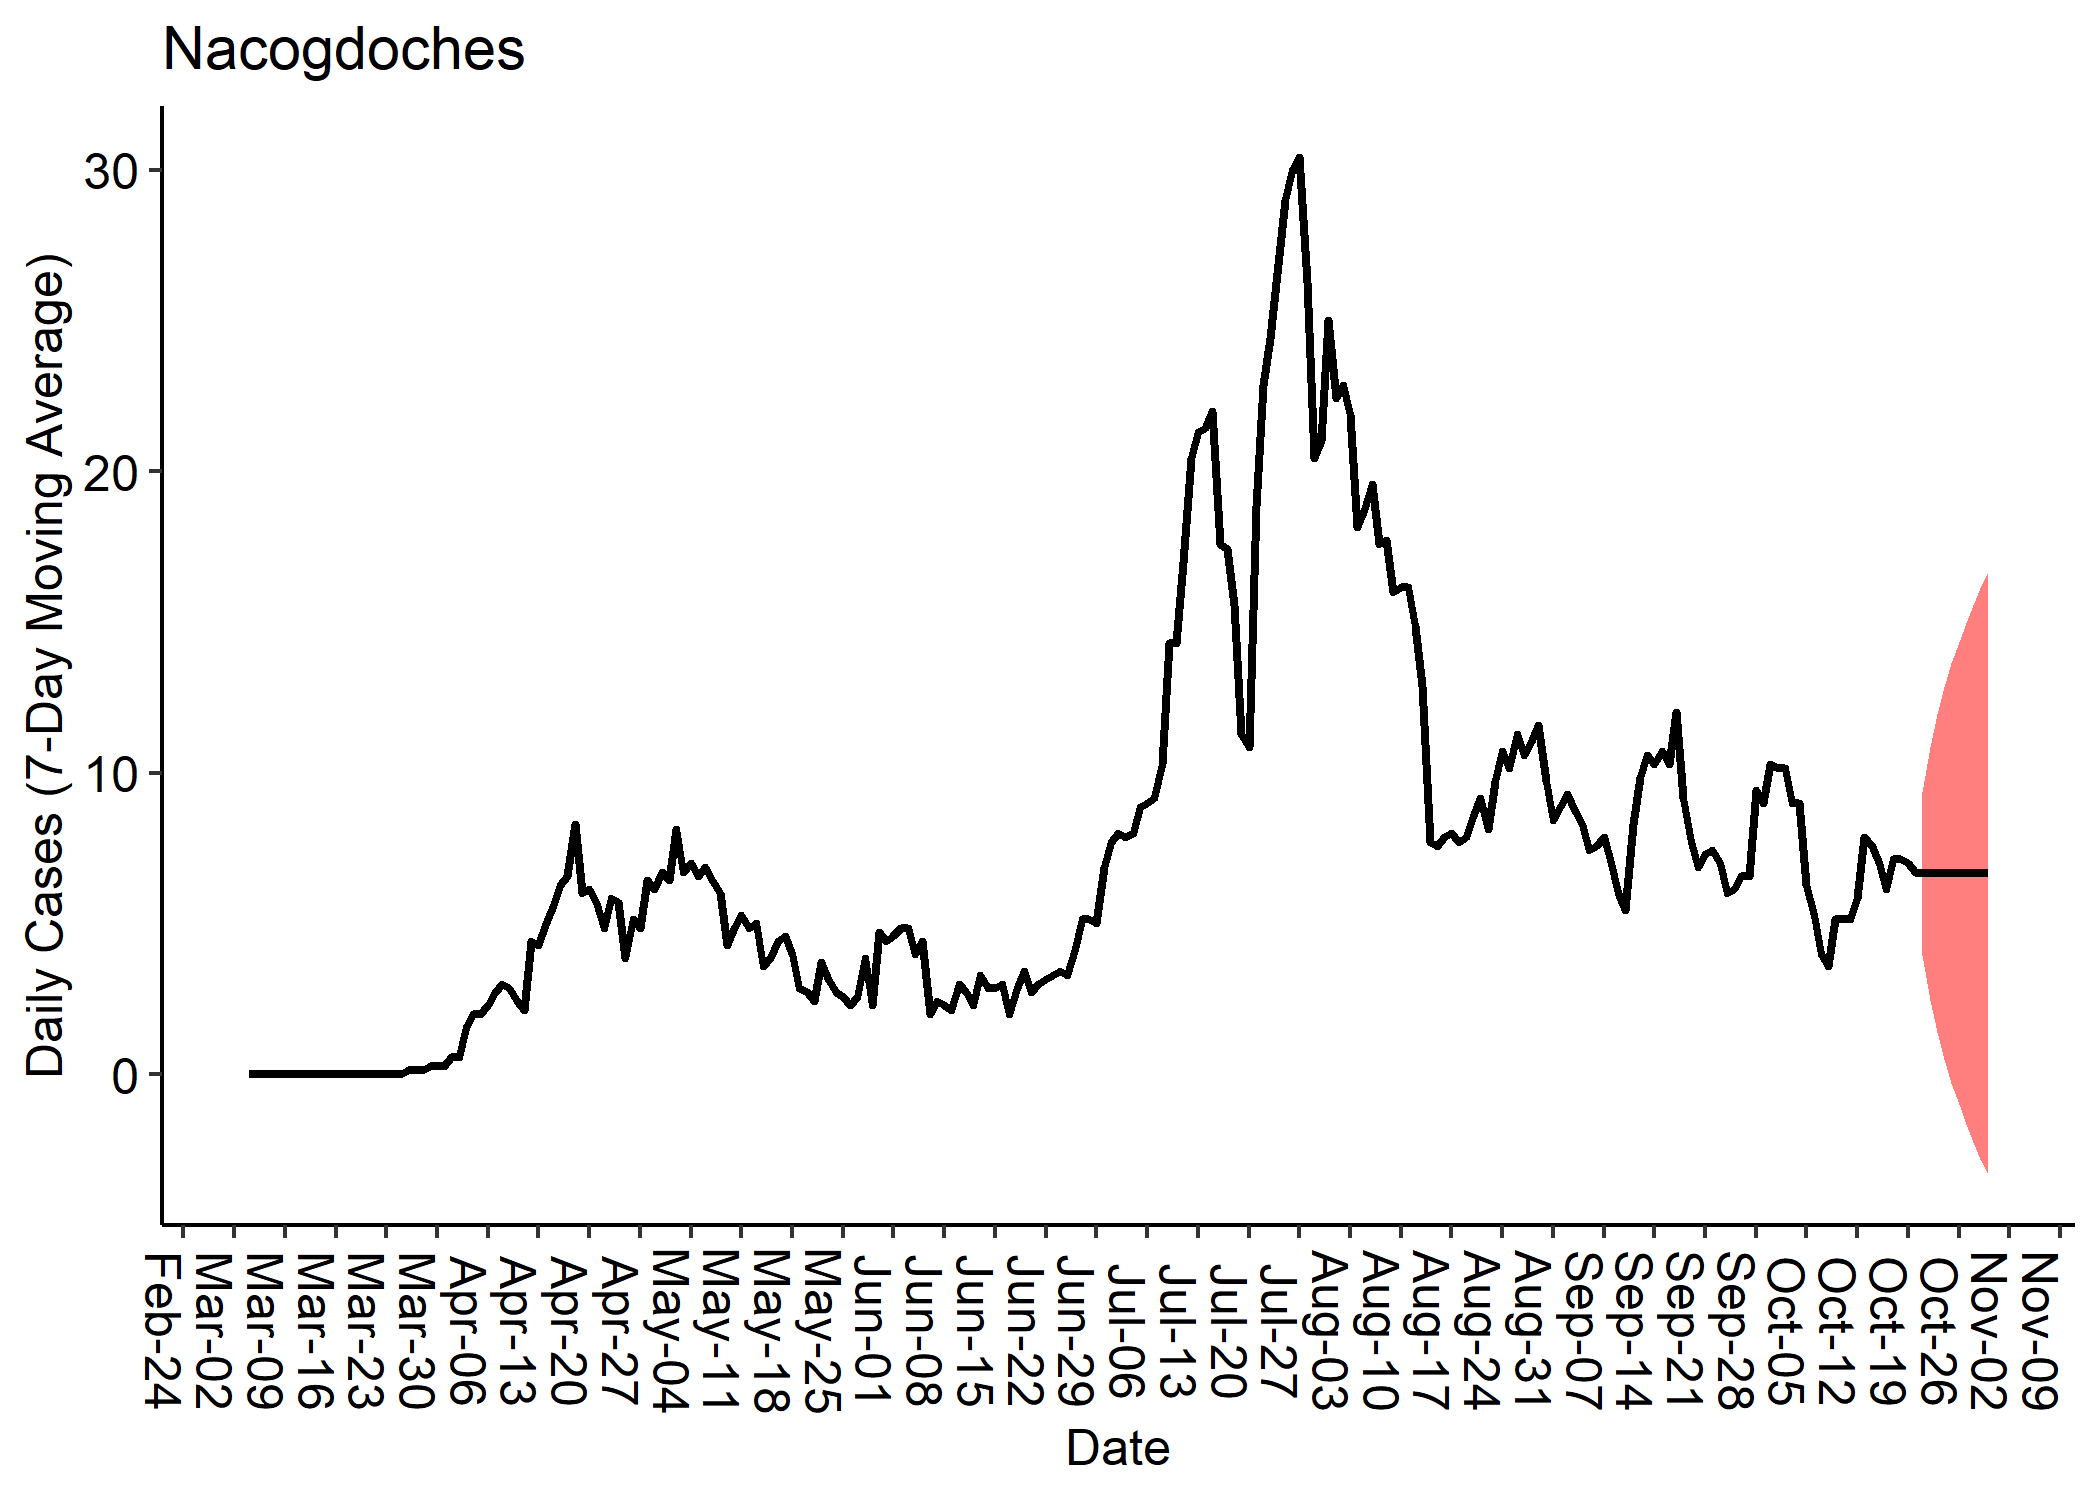 Nacogdoches
Daily Cases (7-Day Moving Average)
30
20
10
0
Feb-24
Mar-02
Mar-09
Mar-16
Mar-23
Mar-30
Apr-06
Apr-13
Apr-20
Apr-27
May-04
May-11
May-18
May-25
Jun-01
Jun-08
Jun-15
Jun-22
Jun-29
Jul-06
Jul-13
Jul-20
Jul-27
Aug-03
Aug-10
Aug-17
Aug-24
Aug-31
Sep-07
Sep-14
Sep-21
Sep-28
Oct-05
Oct-12
Oct-19
Oct-26
Nov-02
Nov-09
Date